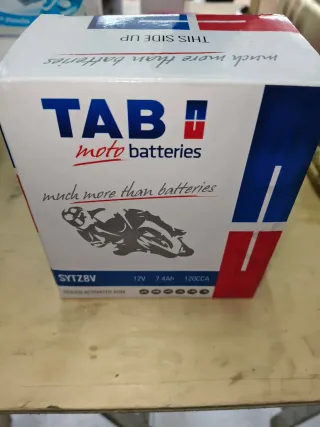 THIS SIDE UP
much more than batteries
TAB
moto batteries
much more than batteries
SYTZ8V 12V 7.4Ah 120CCA